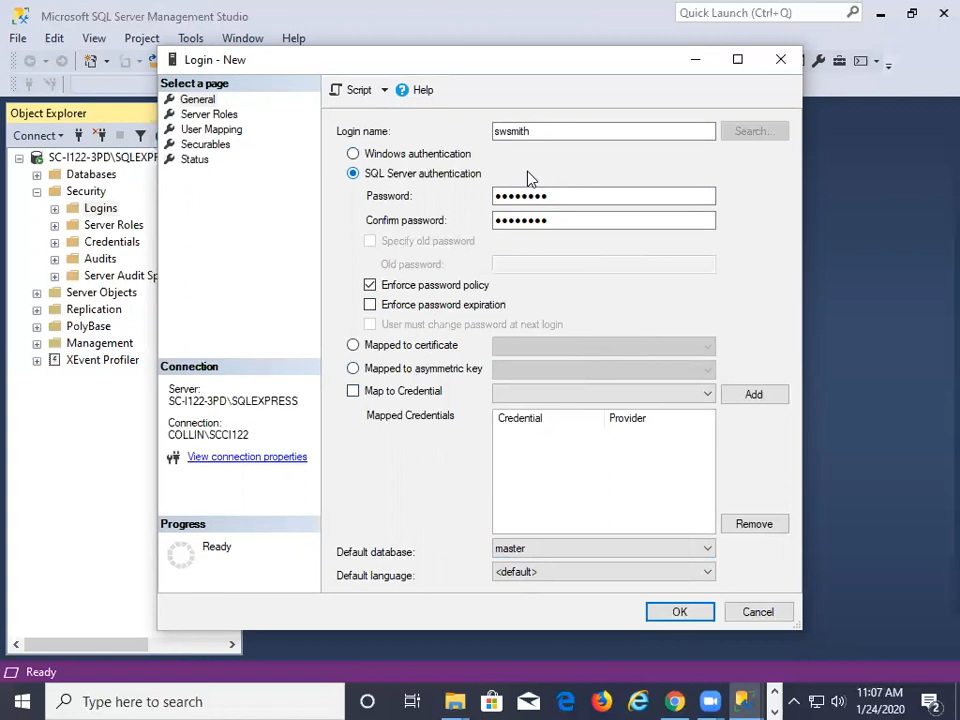 Microsoft SQL Server Management Studio
Quick Launch (Ctrl+Q)
File Edit View Project Tools Window Help
Login - New
Select a page
General
Server Roles
User Mapping
Securables
Status
Script Help
Object Explorer
Connect
SC-I122-3PD\SQLEXPR
Databases
Security
Logins
Server Roles
Credentials
Audits
Server Audit Sp
Server Objects
Replication
PolyBase
Management
XEvent Profiler
Login name: swsmith Search...
Windows authentication
SQL Server authentication
Password: ●●●●●●●●
Confirm password: ●●●●●●●●
Specify old password
Old password:
Enforce password policy
Enforce password expiration
User must change password at next login
Mapped to certificate
Mapped to asymmetric key
Map to Credential Add
Mapped Credentials Credential Provider
Remove
Default database: master
Default language: <default>
Connection
Server:
SC-I122-3PD\SQLEXPRESS
Connection:
COLLIN\SCCI122
View connection properties
Progress
Ready
OK Cancel
Ready
Type here to search
11:07 AM
1/24/2020
2